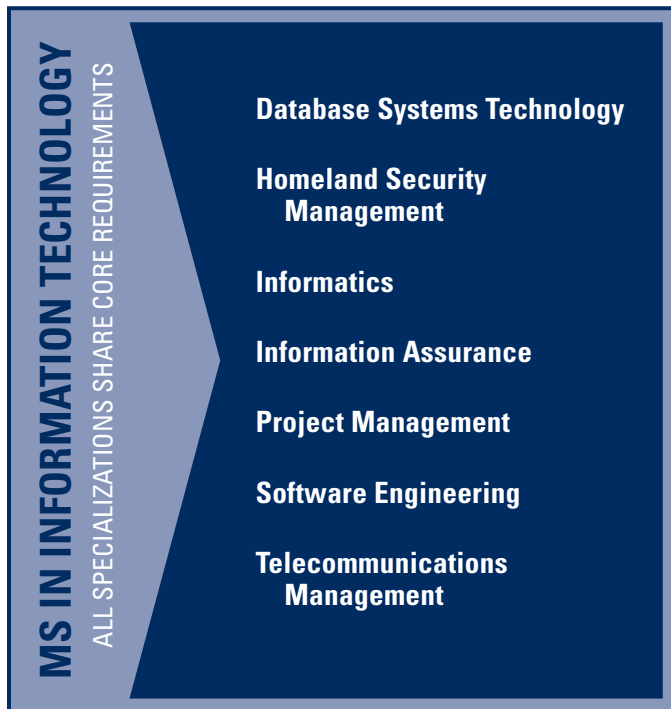 MS IN INFORMATION TECHNOLOGY
ALL SPECIALIZATIONS SHARE CORE REQUIREMENTS
Database Systems Technology
Homeland Security
Management
Informatics
Information Assurance
Project Management
Software Engineering
Telecommunications
Management